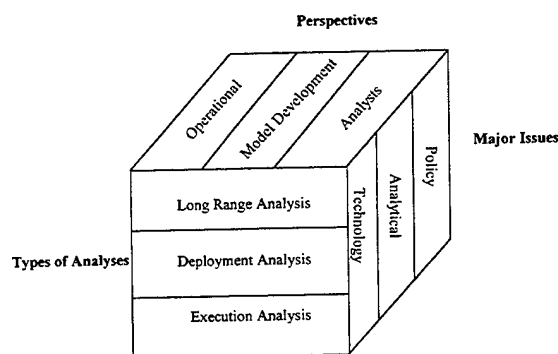 Perspectives
Operational
Model Development
Analysis
Major Issues
Technology
Analytical
Policy
Types of Analyses
Long Range Analysis
Deployment Analysis
Execution Analysis